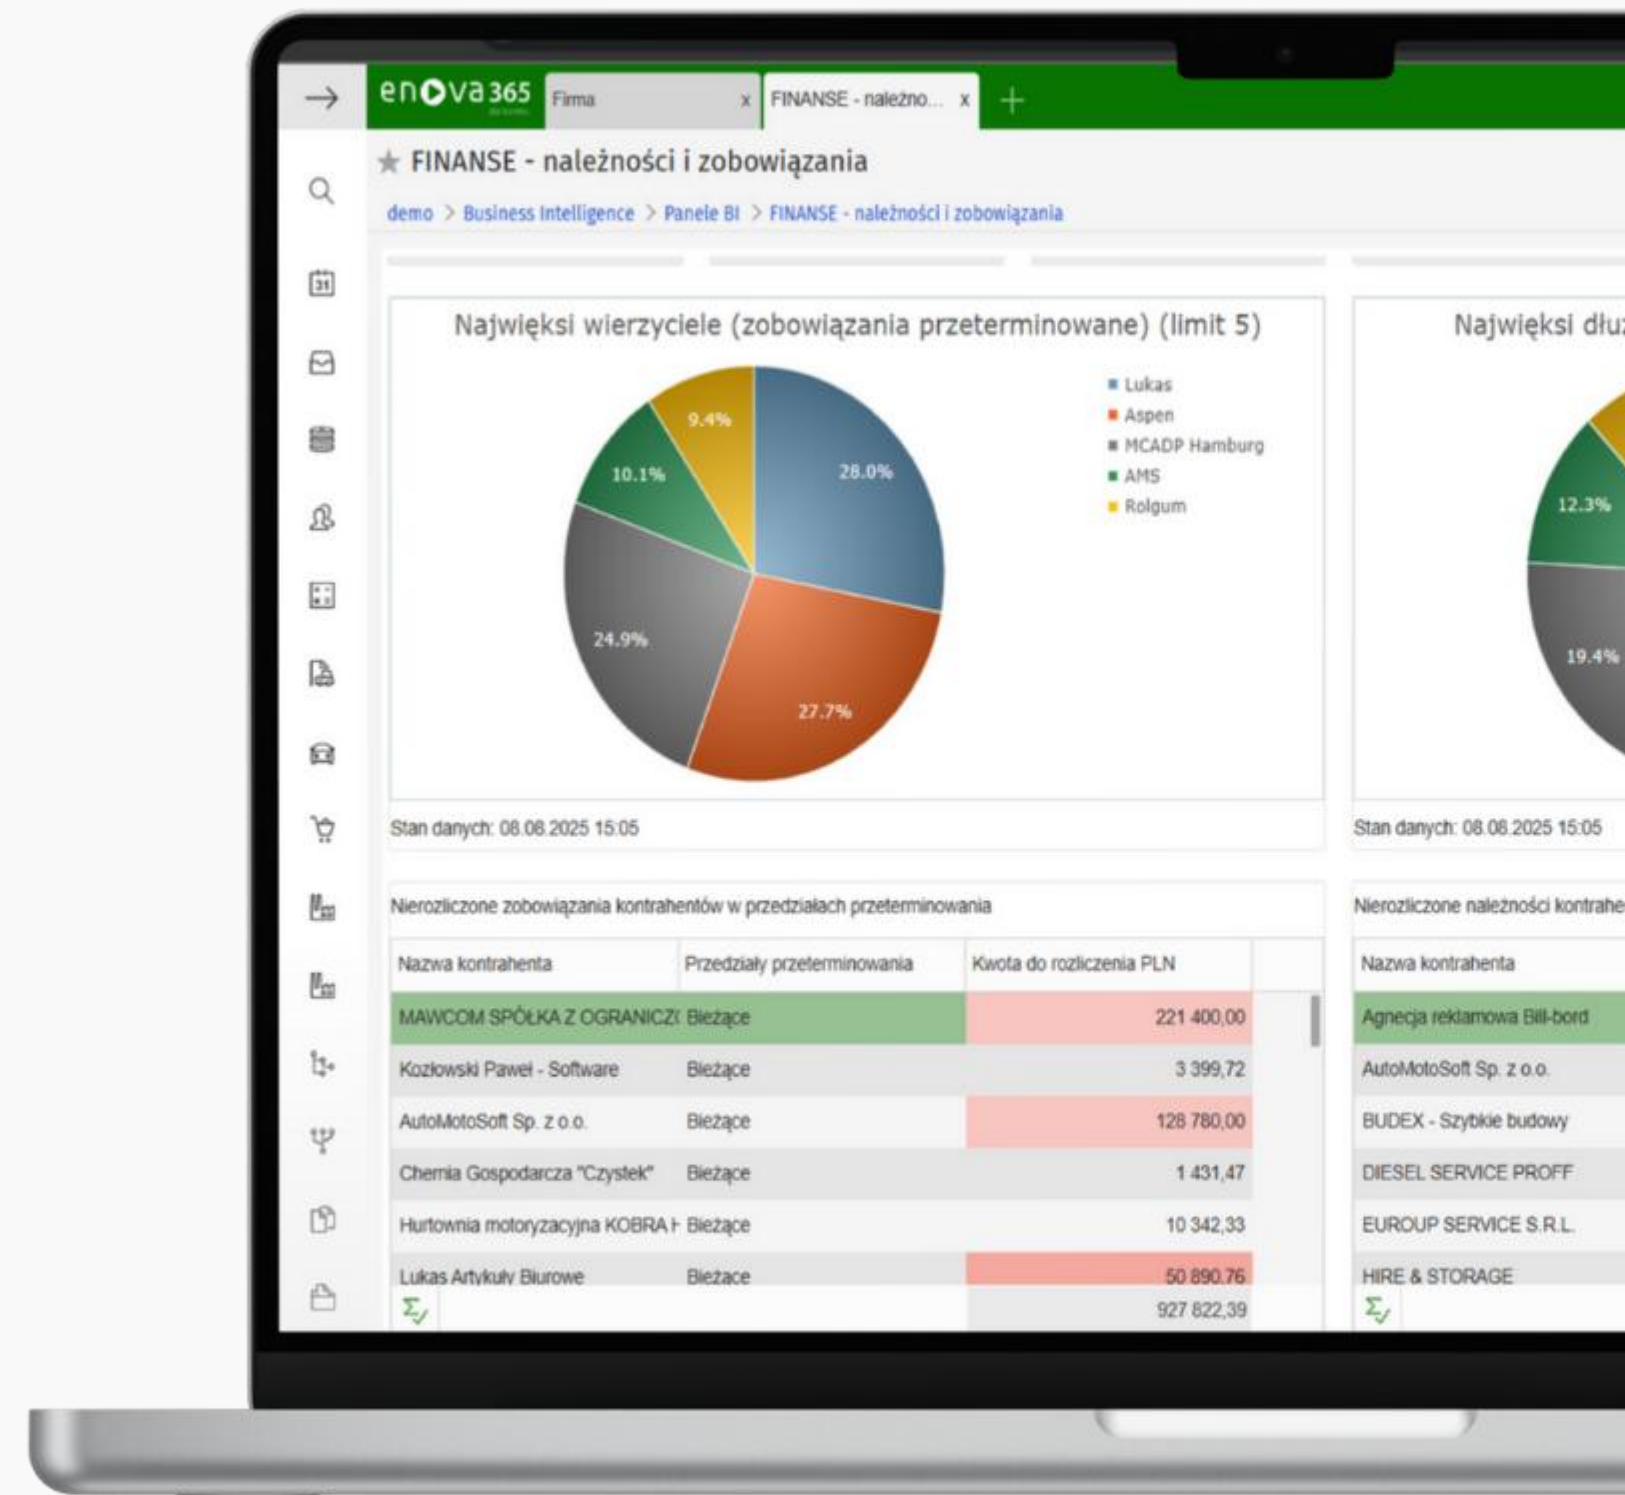 enova365
Firma x
FINANSE - należno... x
FINANSE - należności i zobowiązania
demo > Business Intelligence > Panele BI > FINANSE - należności i zobowiązania
31
Najwięksi wierzyciele (zobowiązania przeterminowane) (limit 5)
Lukas
Aspen
MCADP Hamburg
AMS
Rolgum
9.4%
28.0%
10.1%
24.9%
27.7%
Stan danych: 08.08.2025 15:05
Najwięksi dłuż
12.3%
19.4%
Stan danych: 08.08.2025 15:05
Nierozliczone zobowiązania kontrahentów w przedziałach przeterminowania
Nazwa kontrahenta Przedziały przeterminowania Kwota do rozliczenia PLN
MAWCOM SPÓŁKA Z OGRANICZ( Bieżące 221 400,00
Kozłowski Paweł - Software Bieżące 3 399,72
AutoMotoSoft Sp. z o.o. Bieżące 128 780,00
Chemia Gospodarcza "Czystek" Bieżące 1 431,47
Hurtownia motoryzacyjna KOBRA H Bieżące 10 342,33
Lukas Artykuły Biurowe Bieżące 50 890,76
927 822,39
Nierozliczone należności kontrahe
Nazwa kontrahenta
Agnecja reklamowa Bill-bord
AutoMotoSoft Sp. z o.o.
BUDEX - Szybkie budowy
DIESEL SERVICE PROFF
EUROUP SERVICE S.R.L.
HIRE & STORAGE